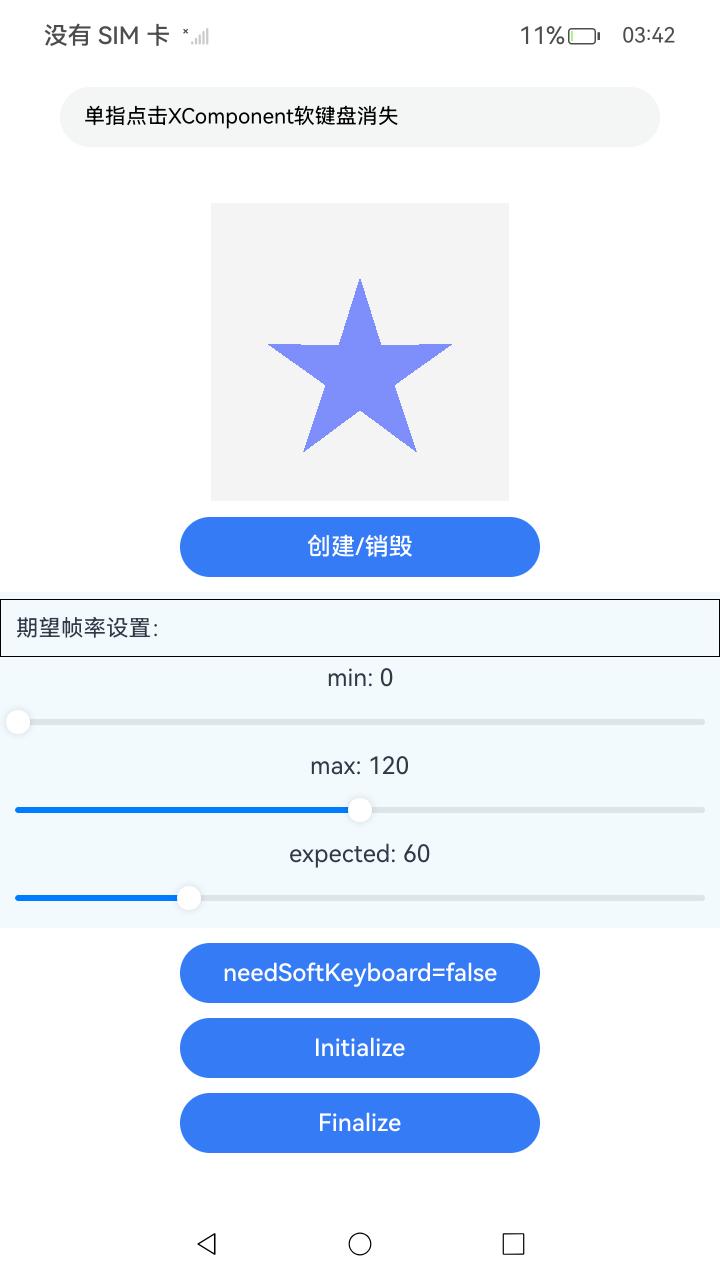 没有 SIM 卡
11%
03:42
单指点击XComponent软键盘消失
创建/销毁
期望帧率设置:
min: 0
max: 120
expected: 60
needSoftKeyboard=false
Initialize
Finalize